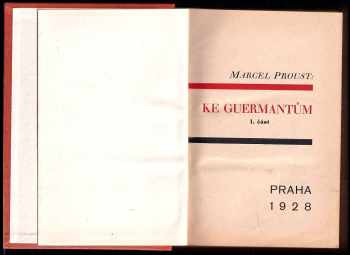 MARCEL PROUST:
KE GUERMANTŮM
I. část
PRAHA
1928